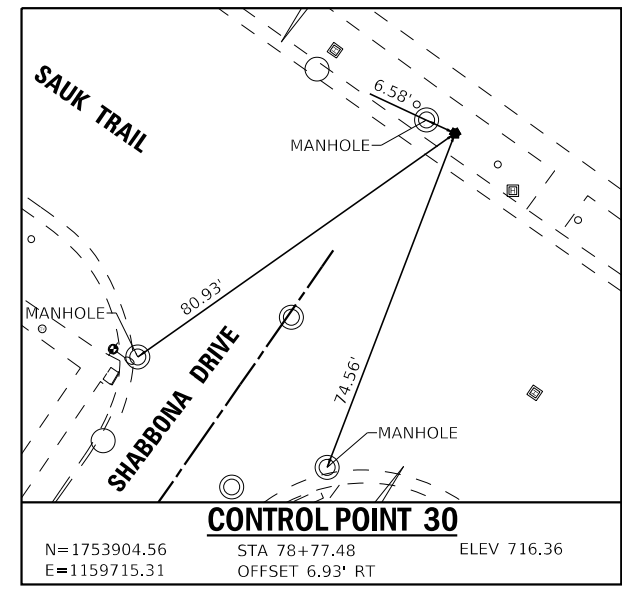 SAUK TRAIL
6.58'
MANHOLE
80.93'
MANHOLE
SHABBONA DRIVE
74.56'
MANHOLE
CONTROL POINT 30
N=1753904.56
STA 78+77.48
ELEV 716.36
E=1159715.31
OFFSET 6.93' RT